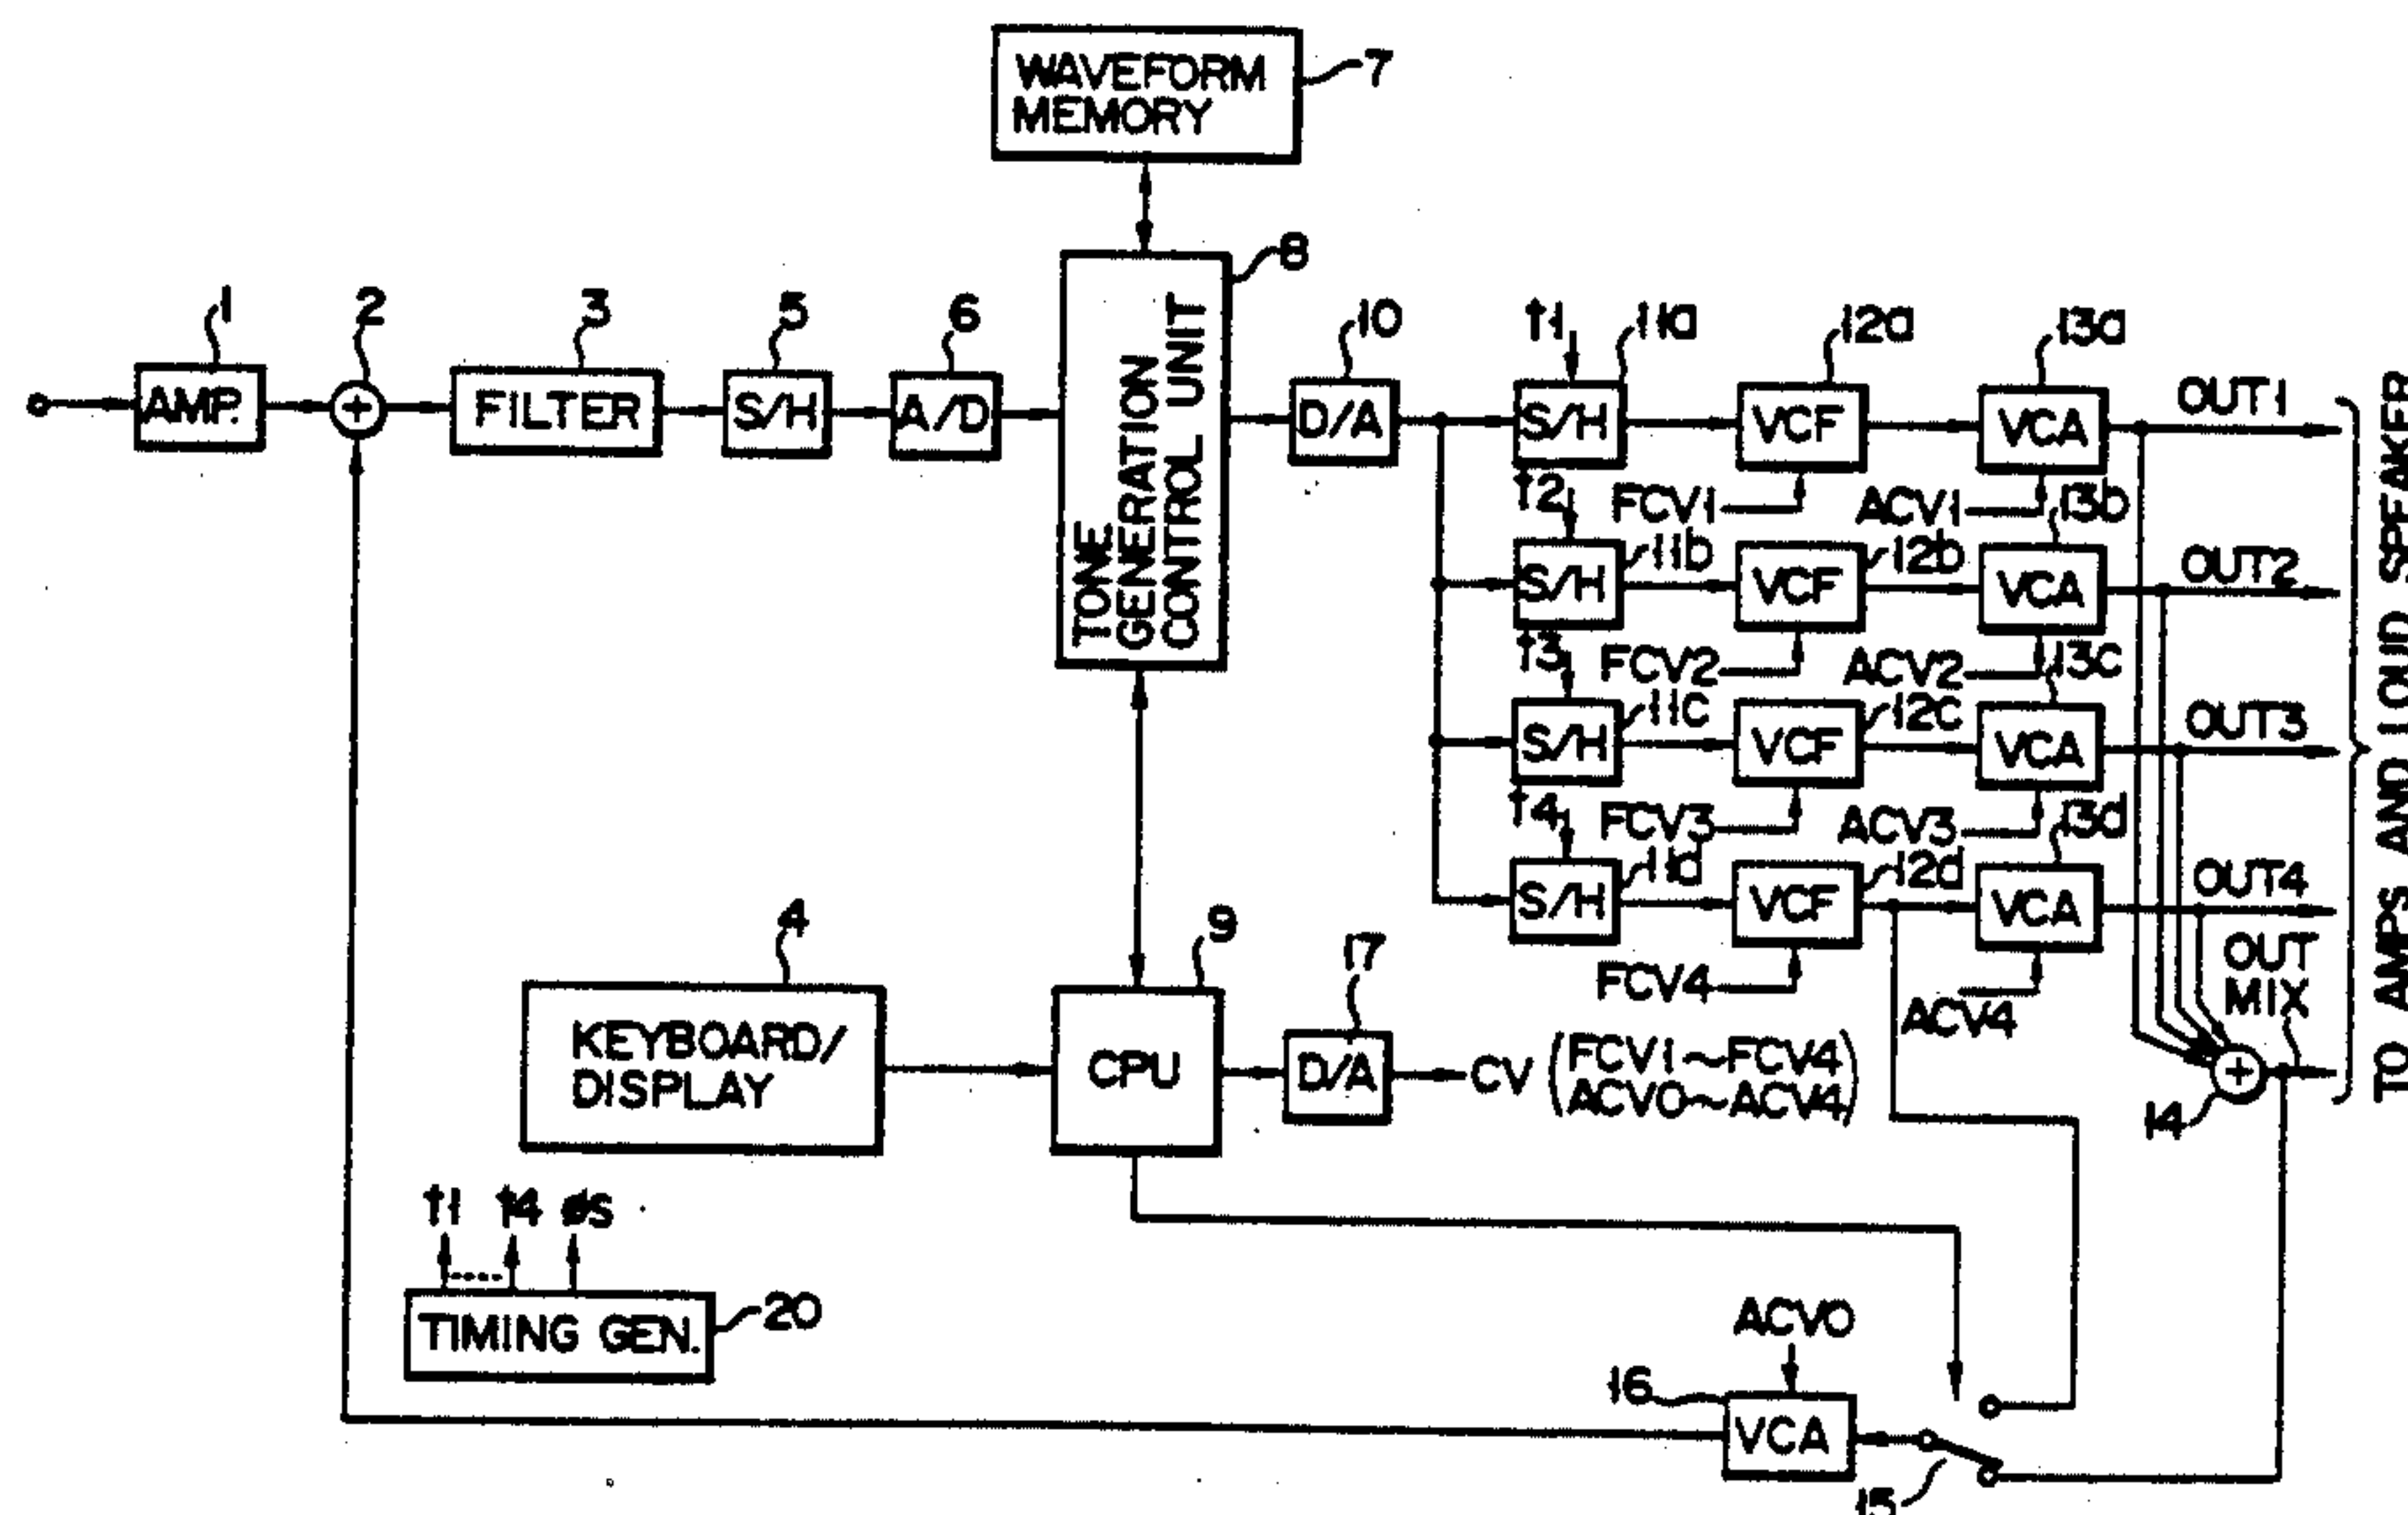 WAVEFORM
MEMORY
7
8
1
2
3
5
6
10
t1
11a
12a
13a
AMP.
+
FILTER
S/H
A/D
TONE
GENERATION
CONTROL UNIT
D/A
S/H
VCF
VCA
OUT1
t2
FCV1
ACV1
13b
S/H
11b
VCF
12b
VCA
OUT2
t3
FCV2
ACV2
13c
S/H
11c
VCF
12c
VCA
OUT3
t4
FCV3
ACV3
13d
S/H
11d
VCF
12d
VCA
OUT4
FCV4
ACV4
OUT
MIX
+
14
TO AMPS AND LOUD SPEAKER
4
9
17
KEYBOARD/
DISPLAY
CPU
D/A
CV (FCV1~FCV4
ACV0~ACV4)
t1 t4 φS
.....
TIMING GEN.
20
ACV0
16
VCA
15